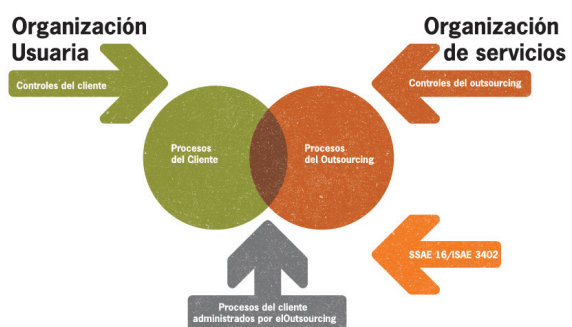 Organización
Usuaria
Organización
de servicios
Controles del cliente
Controles del outsourcing
Procesos
del Cliente
Procesos
del Outsourcing
SSAE 16/ISAE 3402
Procesos del cliente
administrados por elOutsourcing